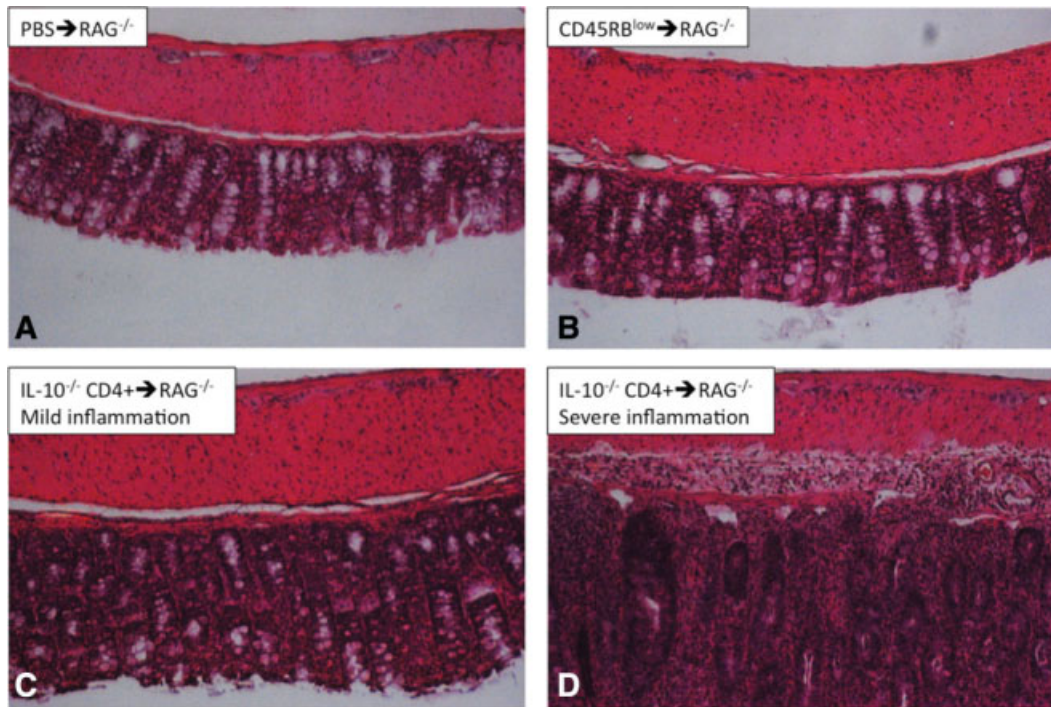 PBS➔RAG⁻/⁻
CD45RBˡᵒʷ➔RAG⁻/⁻
A
B
IL-10⁻/⁻ CD4+➔RAG⁻/⁻
Mild inflammation
IL-10⁻/⁻ CD4+➔RAG⁻/⁻
Severe inflammation
C
D